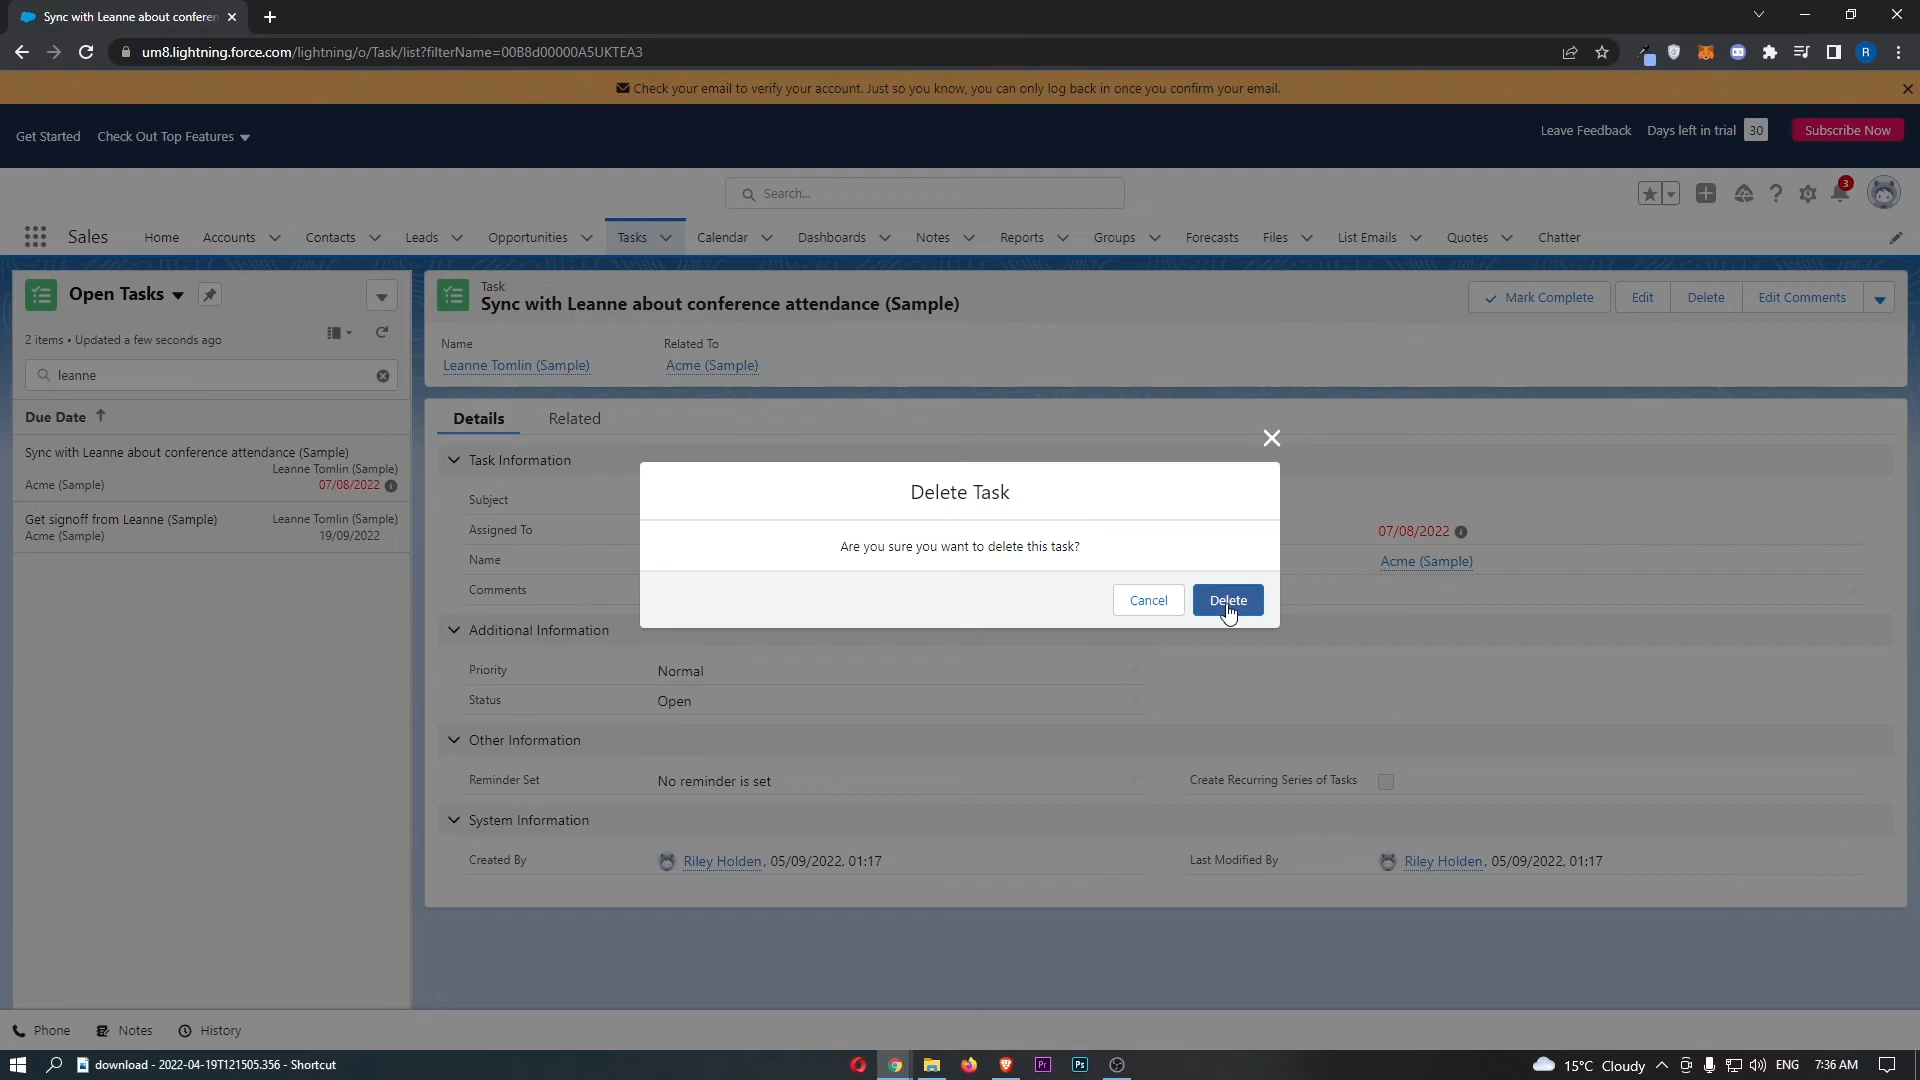 Sync with Leanne about conferen
um8.lightning.force.com/lightning/o/Task/list?filterName=00B8d00000A5UKTEA3
R
Check your email to verify your account. Just so you know, you can only log back in once you confirm your email.
Get Started
Check Out Top Features
Leave Feedback
Days left in trial
30
Subscribe Now
Search...
3
Sales
Home
Accounts
Contacts
Leads
Opportunities
Tasks
Calendar
Dashboards
Notes
Reports
Groups
Forecasts
Files
List Emails
Quotes
Chatter
Open Tasks
2 items • Updated a few seconds ago
leanne
Due Date
Sync with Leanne about conference attendance (Sample)
Leanne Tomlin (Sample)
Acme (Sample)
07/08/2022
Get signoff from Leanne (Sample)
Leanne Tomlin (Sample)
Acme (Sample)
19/09/2022
Task
Sync with Leanne about conference attendance (Sample)
Mark Complete
Edit
Delete
Edit Comments
Name
Related To
Leanne Tomlin (Sample)
Acme (Sample)
Details
Related
Task Information
Subject
Assigned To
07/08/2022
Name
Acme (Sample)
Comments
Delete Task
Are you sure you want to delete this task?
Cancel
Delete
Additional Information
Priority
Normal
Status
Open
Other Information
Reminder Set
No reminder is set
Create Recurring Series of Tasks
System Information
Created By
Riley Holden, 05/09/2022, 01:17
Last Modified By
Riley Holden, 05/09/2022, 01:17
Phone
Notes
History
download - 2022-04-19T121505.356 - Shortcut
Pr
Ps
15°C Cloudy
ENG
7:36 AM